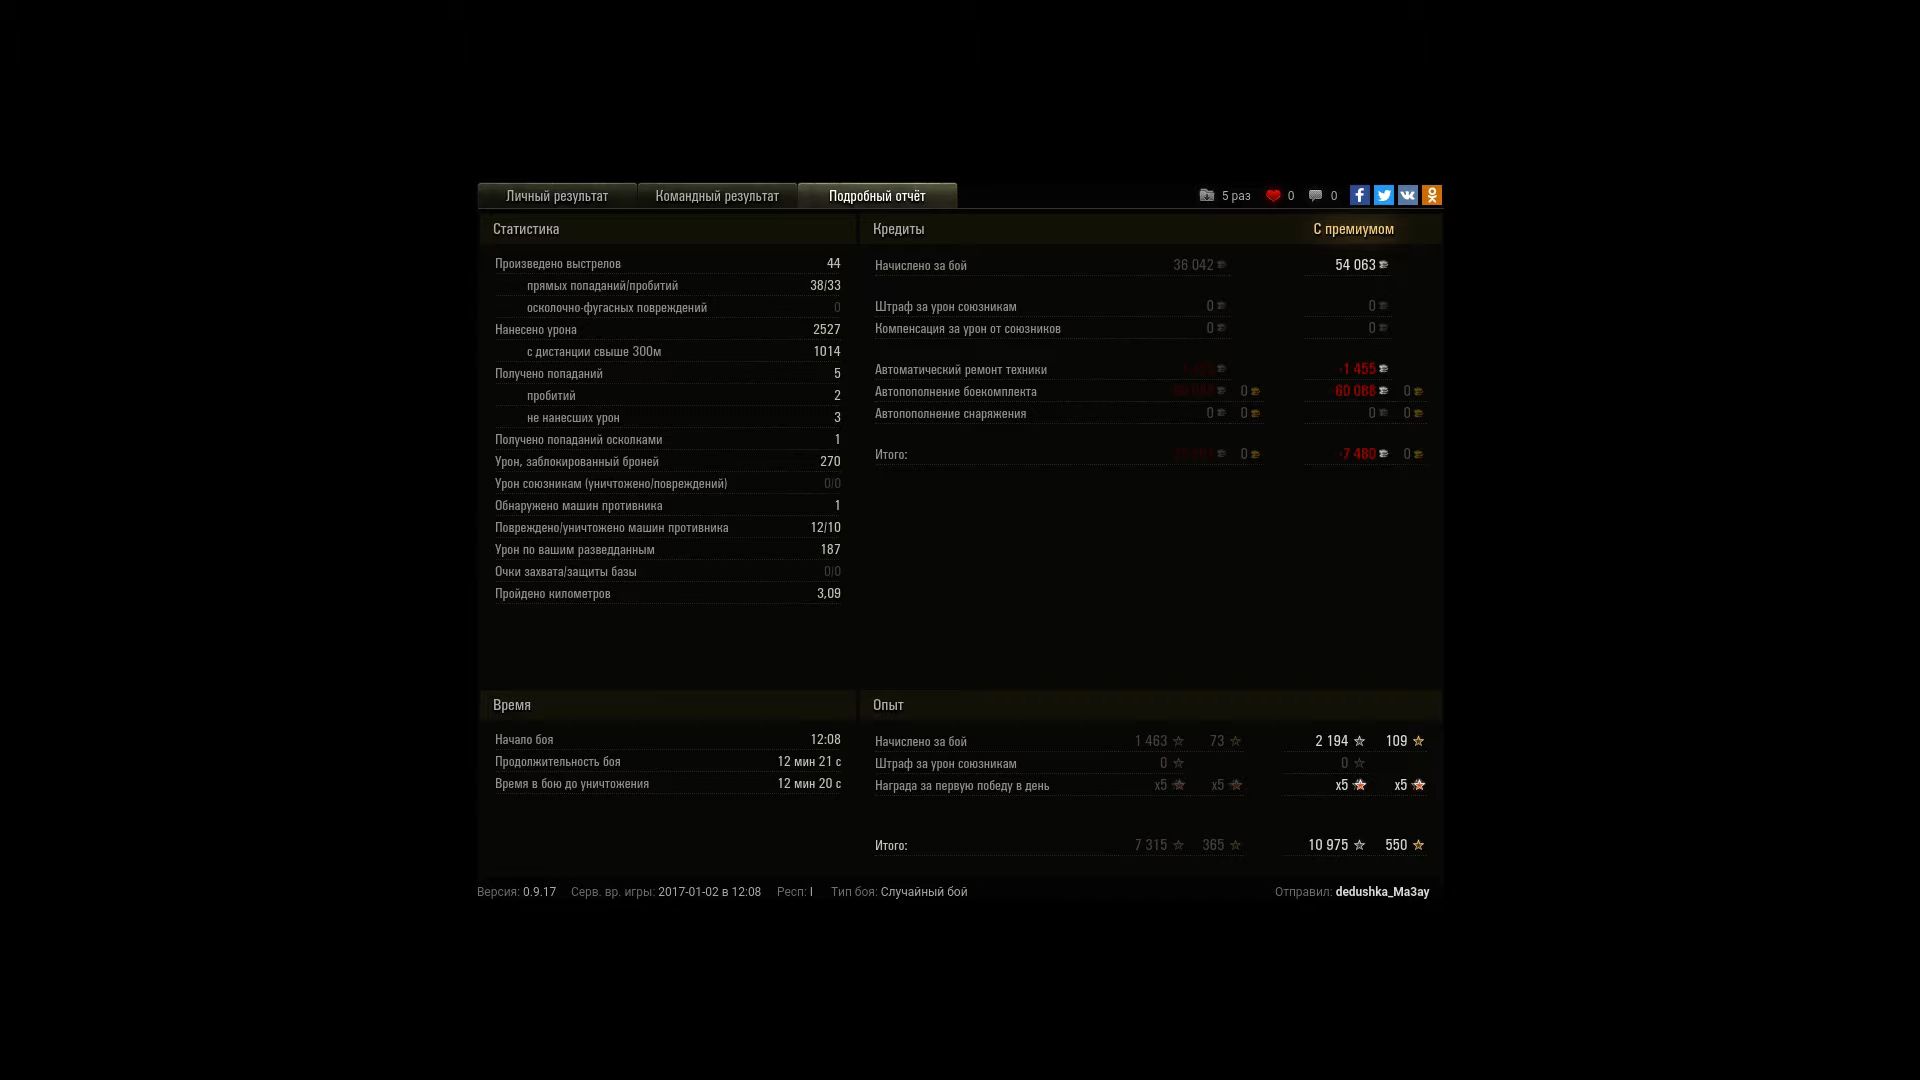 Личный результат Командный результат Подробный отчёт 5 раз 0 0
Статистика
Произведено выстрелов 44
прямых попаданий/пробитий 38/33
осколочно-фугасных повреждений 0
Нанесено урона 2527
с дистанции свыше 300м 1014
Получено попаданий 5
пробитий 2
не нанесших урон 3
Получено попаданий осколками 1
Урон, заблокированный броней 270
Урон союзникам (уничтожено/повреждений) 0/0
Обнаружено машин противника 1
Повреждено/уничтожено машин противника 12/10
Урон по вашим разведданным 187
Очки захвата/защиты базы 0/0
Пройдено километров 3,09
Кредиты С премиумом
Начислено за бой 36 042 54 063
Штраф за урон союзникам 0 0
Компенсация за урон от союзников 0 0
Автоматический ремонт техники -1 455
Автопополнение боекомплекта 0 -60 088 0
Автопополнение снаряжения 0 0 0 0
Итого: 0 -7 480 0
Время
Начало боя 12:08
Продолжительность боя 12 мин 21 с
Время в бою до уничтожения 12 мин 20 с
Опыт
Начислено за бой 1 463 73 2 194 109
Штраф за урон союзникам 0 0
Награда за первую победу в день x5 x5 x5 x5
Итого: 7 315 365 10 975 550
Версия: 0.9.17 Серв. вр. игры: 2017-01-02 в 12:08 Респ: I Тип боя: Случайный бой Отправил: dedushka_Ma3ay